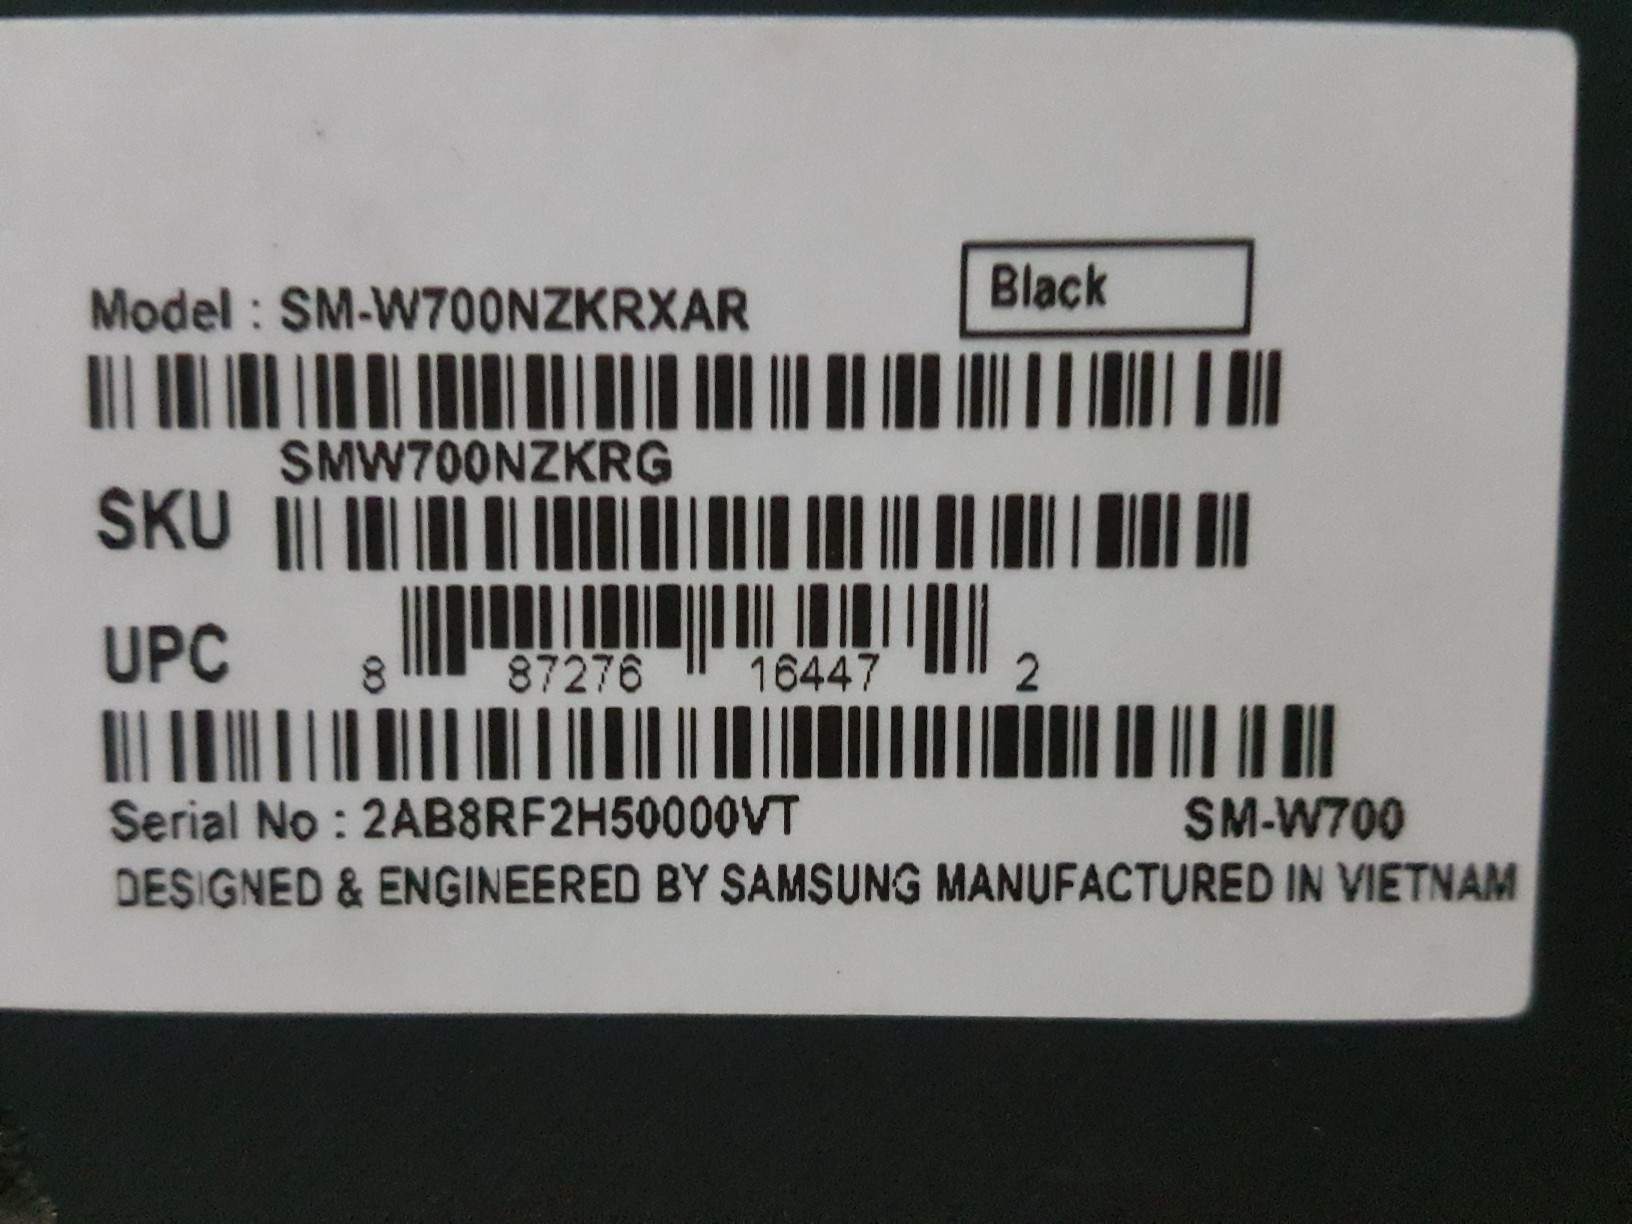 Black
Model : SM-W700NZKRXAR
SMW700NZKRG
SKU
UPC
8 87276 16447 2
Serial No : 2AB8RF2H50000VT SM-W700
DESIGNED & ENGINEERED BY SAMSUNG MANUFACTURED IN VIETNAM